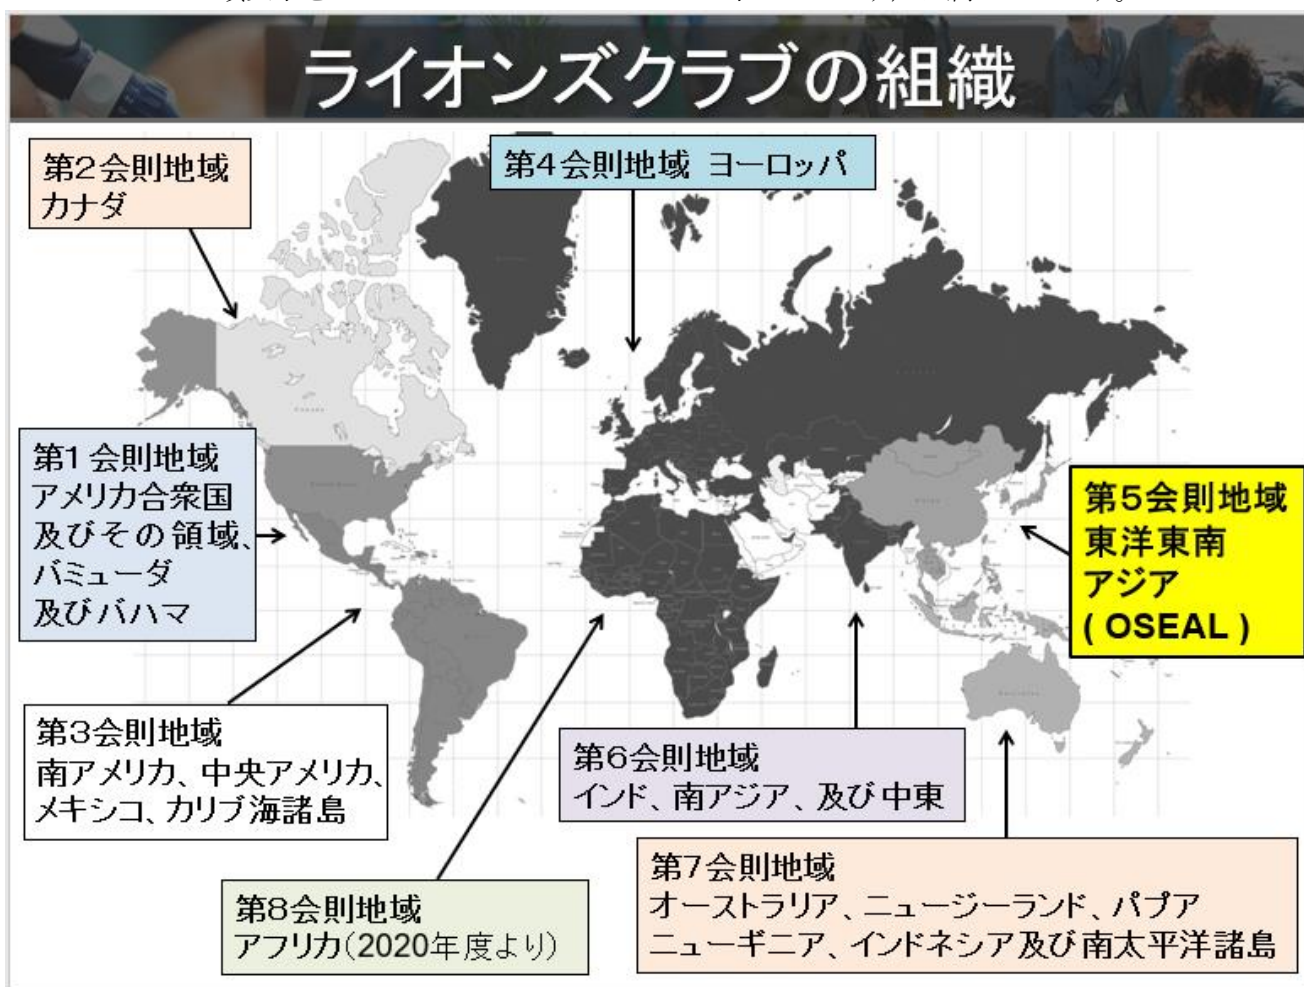 ライオンズクラブの組織
第2会則地域
カナダ
第4会則地域 ヨーロッパ
第1会則地域
アメリカ合衆国
及びその領域、
バミューダ
及びバハマ
第5会則地域
東洋東南
アジア
( OSEAL )
第3会則地域
南アメリカ、中央アメリカ、
メキシコ、カリブ海諸島
第6会則地域
インド、南アジア、及び中東
第7会則地域
オーストラリア、ニュージーランド、パプア
ニューギニア、インドネシア及び南太平洋諸島
第8会則地域
アフリカ(2020年度より)